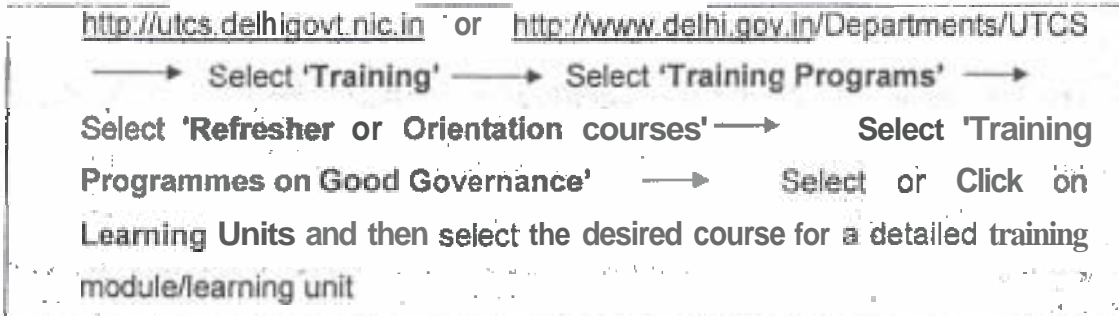 http://utcs.delhigovt.nic.in or http://www.delhi.gov.in/Departments/UTCS
→ Select 'Training' → Select 'Training Programs' →
Select 'Refresher or Orientation courses' → Select 'Training
Programmes on Good Governance' → Select or Click on
Learning Units and then select the desired course for a detailed training
module/learning unit